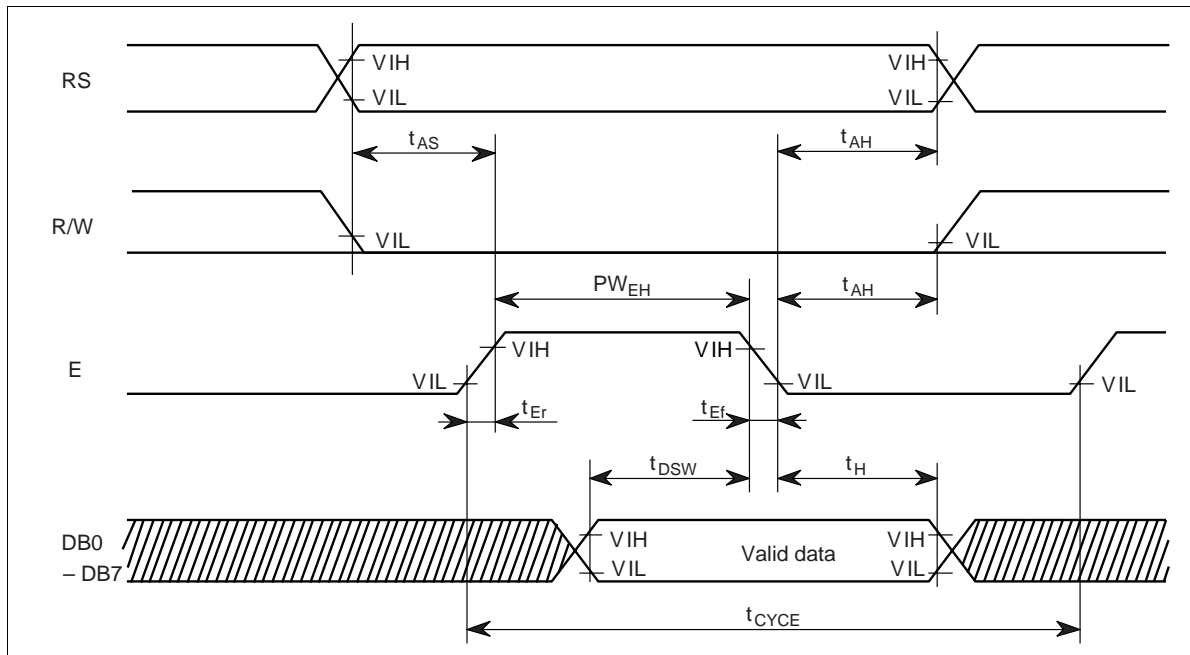 RS
VIH
VIL
VIH
VIL
tAS
tAH
R/W
VIL
VIL
PWEH
tAH
E
VIL
VIH
VIH
VIL
VIL
tEr
tEf
tDSW
tH
DB0
– DB7
VIH
VIL
Valid data
VIH
VIL
tCYCE